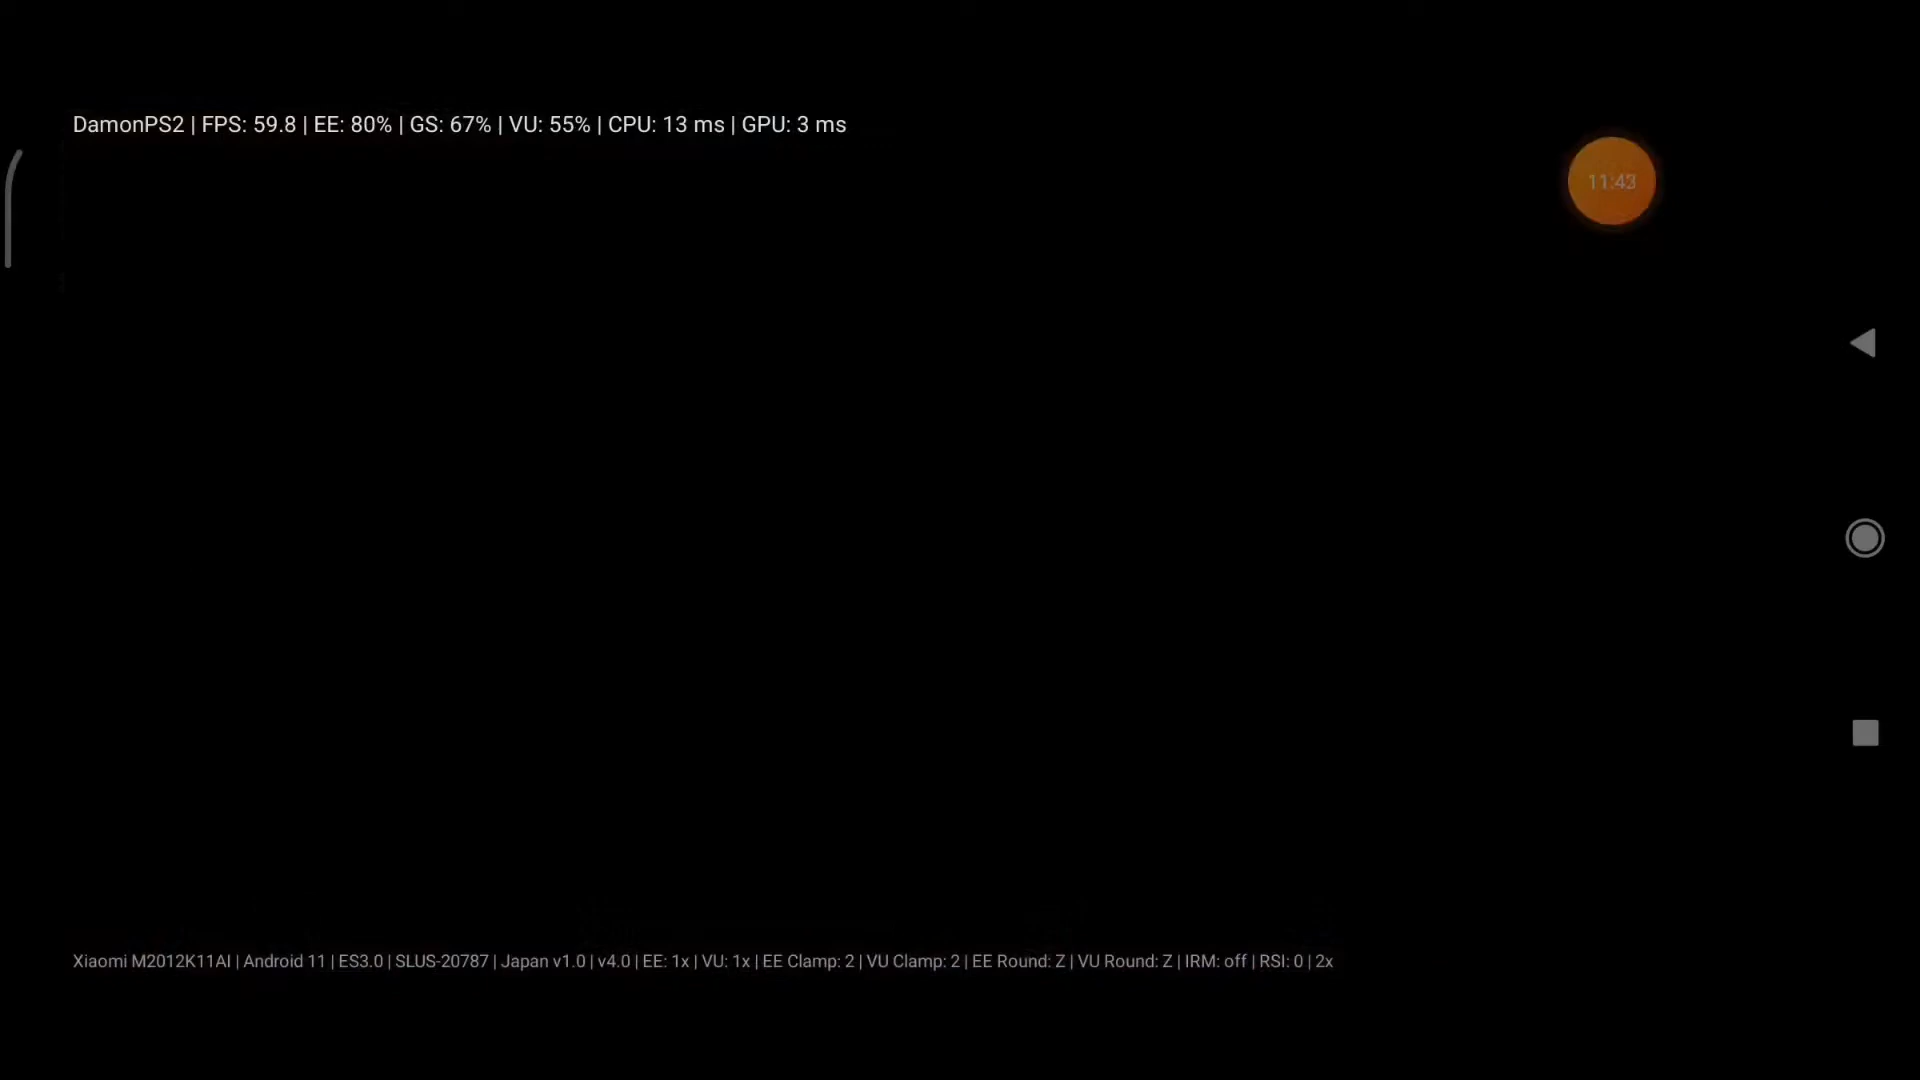 DamonPS2 | FPS: 59.8 | EE: 80% | GS: 67% | VU: 55% | CPU: 13 ms | GPU: 3 ms
11:43
Xiaomi M2012K11AI | Android 11 | ES3.0 | SLUS-20787 | Japan v1.0 | v4.0 | EE: 1x | VU: 1x | EE Clamp: 2 | VU Clamp: 2 | EE Round: Z | VU Round: Z | IRM: off | RSI: 0 | 2x